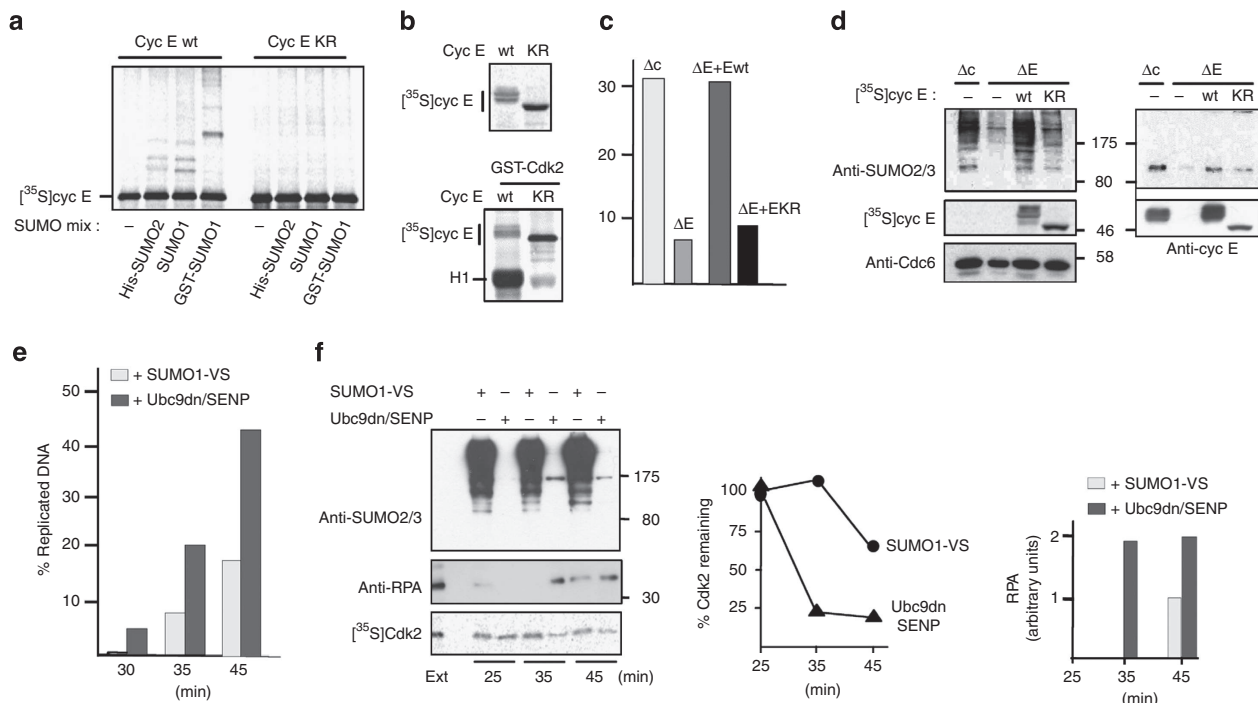 a
Cyc E wt
Cyc E KR
[³⁵S]cyc E
SUMO mix :
–
His-SUMO2
SUMO1
GST-SUMO1
–
His-SUMO2
SUMO1
GST-SUMO1
b
Cyc E wt KR
[³⁵S]cyc E
GST-Cdk2
Cyc E wt KR
[³⁵S]cyc E
H1
c
30
20
10
Δc
ΔE
ΔE+Ewt
ΔE+EKR
d
Δc ΔE
[³⁵S]cyc E : – – wt KR
Anti-SUMO2/3
175
80
[³⁵S]cyc E
46
Anti-Cdc6
58
Δc ΔE
– – wt KR
Anti-cyc E
e
+ SUMO1-VS
+ Ubc9dn/SENP
% Replicated DNA
50
40
30
20
10
30 35 45
(min)
f
SUMO1-VS + – + – + –
Ubc9dn/SENP – + – + – +
Anti-SUMO2/3
175
80
Anti-RPA
30
[³⁵S]Cdk2
Ext 25 35 45 (min)
% Cdk2 remaining
100
75
50
25
SUMO1-VS
Ubc9dn
SENP
25 35 45
(min)
+ SUMO1-VS
+ Ubc9dn/SENP
RPA
(arbitrary units)
2
1
25 35 45
(min)